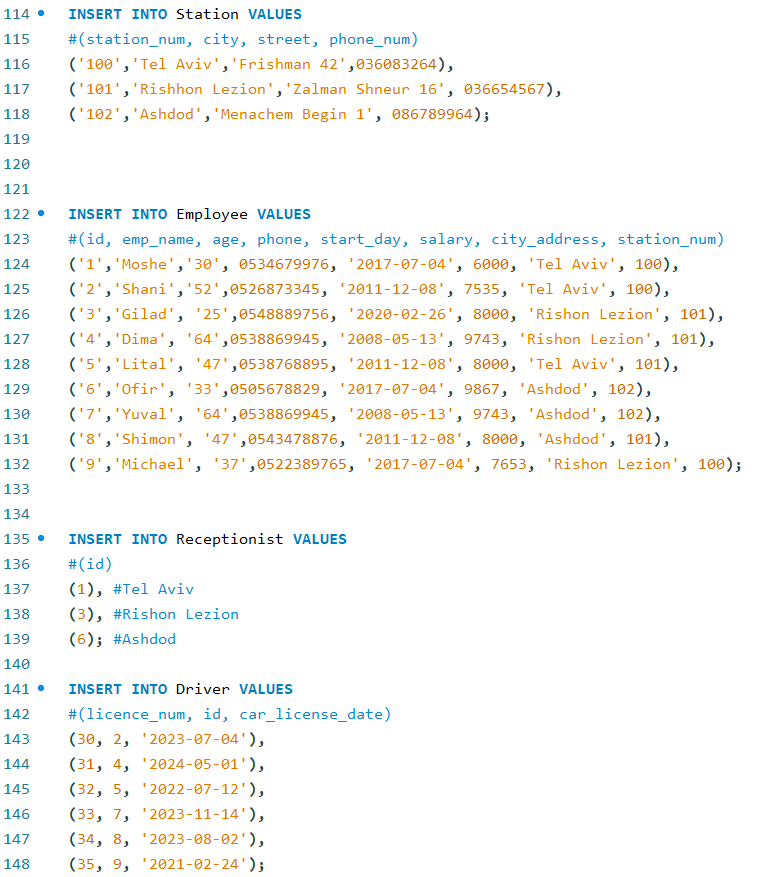 114 INSERT INTO Station VALUES
115 #(station_num, city, street, phone_num)
116 ('100','Tel Aviv','Frishman 42',036083264),
117 ('101','Rishhon Lezion','Zalman Shneur 16', 036654567),
118 ('102','Ashdod','Menachem Begin 1', 086789964);
119
120
121
122 INSERT INTO Employee VALUES
123 #(id, emp_name, age, phone, start_day, salary, city_address, station_num)
124 ('1','Moshe','30', 0534679976, '2017-07-04', 6000, 'Tel Aviv', 100),
125 ('2','Shani','52',0526873345, '2011-12-08', 7535, 'Tel Aviv', 100),
126 ('3','Gilad', '25',0548889756, '2020-02-26', 8000, 'Rishon Lezion', 101),
127 ('4','Dima', '64',0538869945, '2008-05-13', 9743, 'Rishon Lezion', 101),
128 ('5','Lital', '47',0538768895, '2011-12-08', 8000, 'Tel Aviv', 101),
129 ('6','Ofir', '33',0505678829, '2017-07-04', 9867, 'Ashdod', 102),
130 ('7','Yuval', '64',0538869945, '2008-05-13', 9743, 'Ashdod', 102),
131 ('8','Shimon', '47',0543478876, '2011-12-08', 8000, 'Ashdod', 101),
132 ('9','Michael', '37',0522389765, '2017-07-04', 7653, 'Rishon Lezion', 100);
133
134
135 INSERT INTO Receptionist VALUES
136 #(id)
137 (1), #Tel Aviv
138 (3), #Rishon Lezion
139 (6); #Ashdod
140
141 INSERT INTO Driver VALUES
142 #(licence_num, id, car_license_date)
143 (30, 2, '2023-07-04'),
144 (31, 4, '2024-05-01'),
145 (32, 5, '2022-07-12'),
146 (33, 7, '2023-11-14'),
147 (34, 8, '2023-08-02'),
148 (35, 9, '2021-02-24');